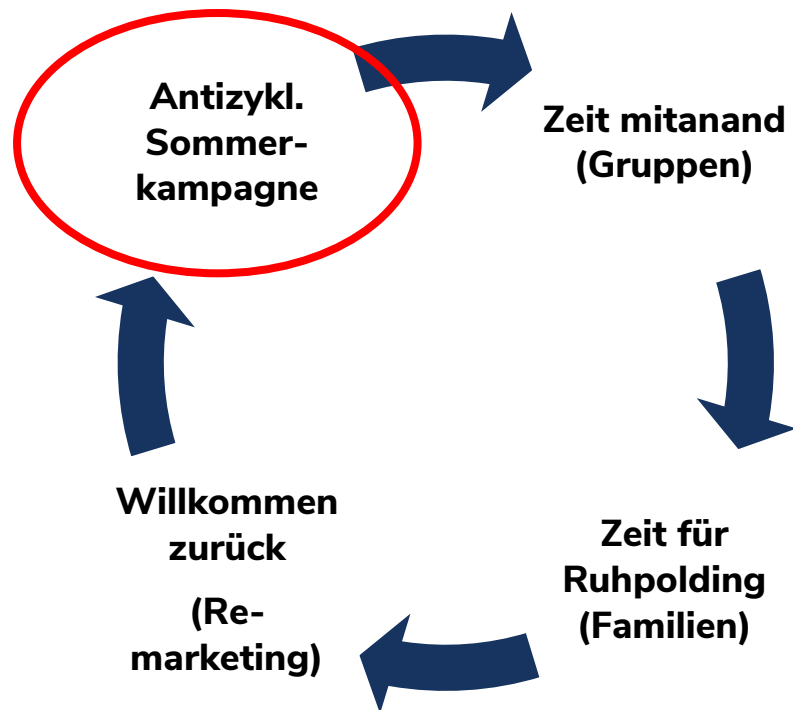 Antizykl.
Sommer-
kampagne
Zeit mitanand
(Gruppen)
Zeit für
Ruhpolding
(Familien)
Willkommen
zurück
(Re-
marketing)